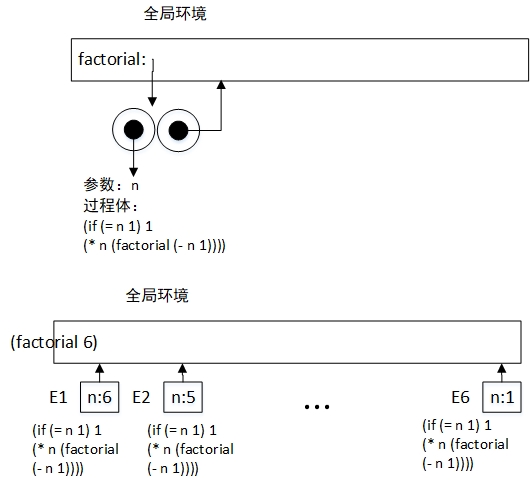 全局环境
factorial:
参数：n
过程体：
(if (= n 1) 1
(* n (factorial (- n 1))))
全局环境
(factorial 6)
E1 n:6 E2 n:5 ... E6 n:1
(if (= n 1) 1
(* n (factorial
(- n 1))))
(if (= n 1) 1
(* n (factorial
(- n 1))))
(if (= n 1) 1
(* n (factorial
(- n 1))))